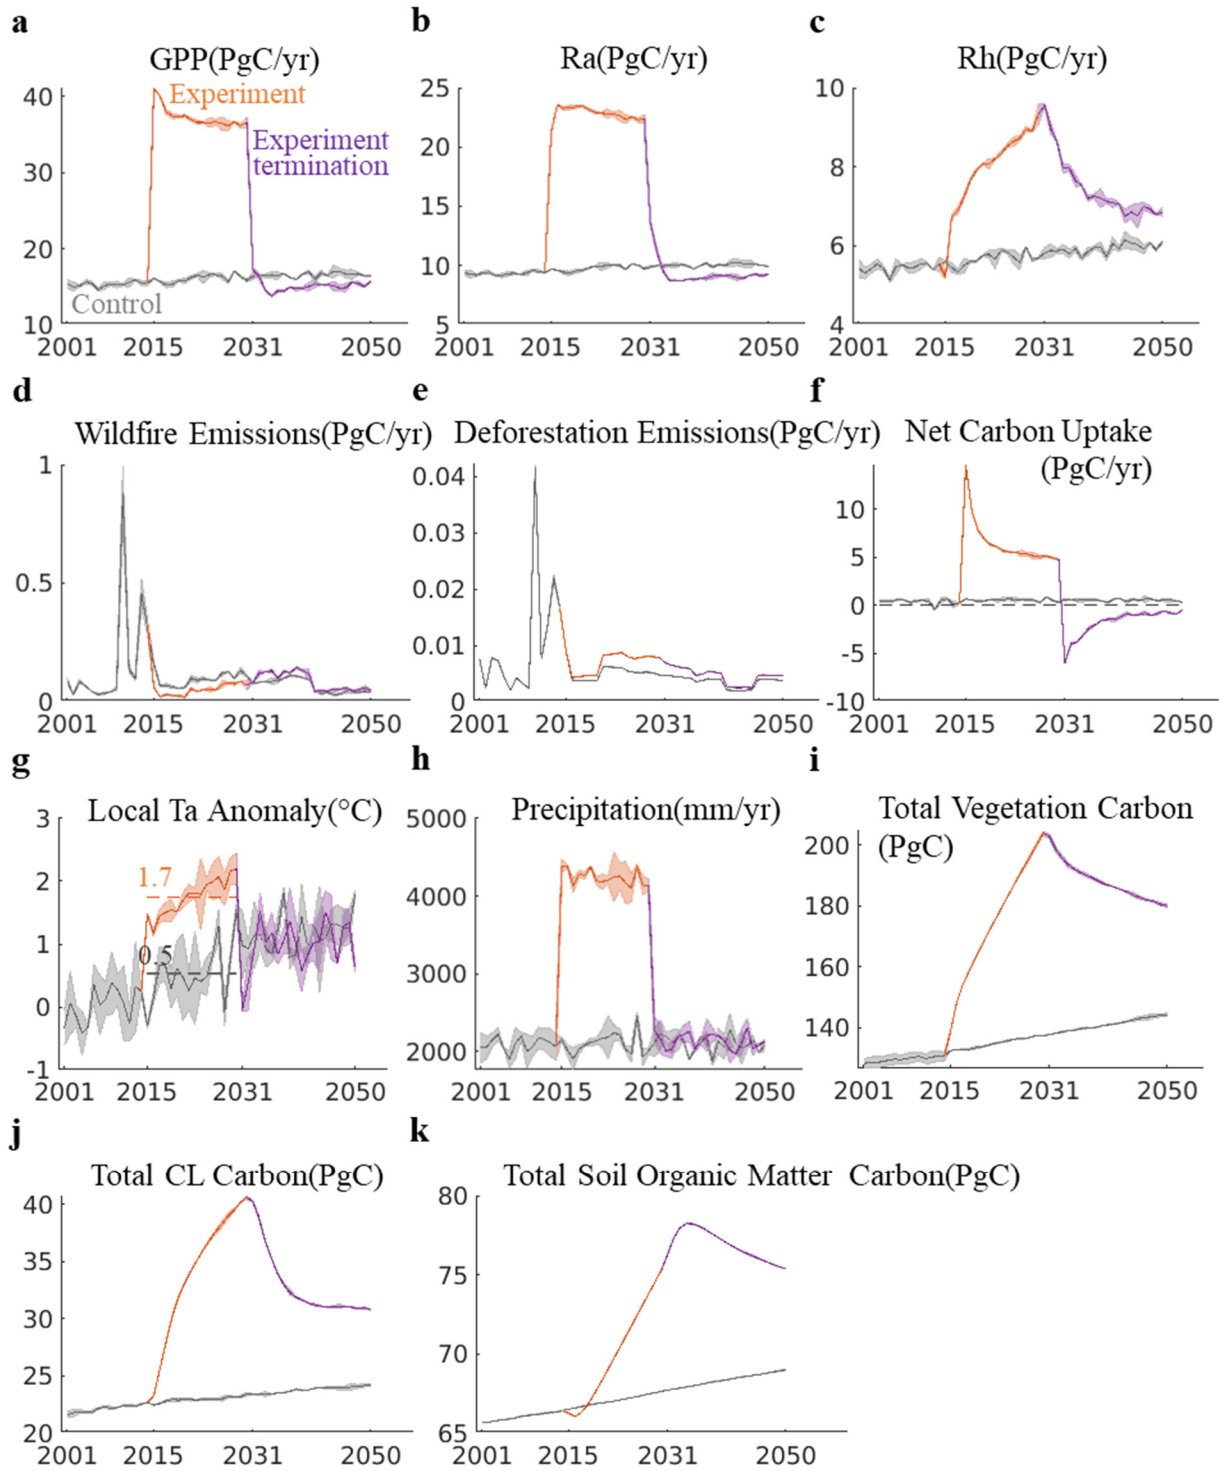 a
b
c
GPP(PgC/yr)
Ra(PgC/yr)
Rh(PgC/yr)
40
30
20
10
Experiment
Experiment
termination
Control
2001 2015 2031 2050
25
20
15
10
5
2001 2015 2031 2050
10
8
6
4
2001 2015 2031 2050
d
e
f
Wildfire Emissions(PgC/yr)
Deforestation Emissions(PgC/yr)
Net Carbon Uptake
(PgC/yr)
1
0.5
0
2001 2015 2031 2050
0.04
0.03
0.02
0.01
0
2001 2015 2031 2050
10
5
0
-5
-10
2001 2015 2031 2050
g
h
i
Local Ta Anomaly(°C)
Precipitation(mm/yr)
Total Vegetation Carbon
(PgC)
3
2
1
0
-1
1.7
0.5
2001 2015 2031 2050
5000
4000
3000
2000
2001 2015 2031 2050
200
180
160
140
2001 2015 2031 2050
j
k
Total CL Carbon(PgC)
Total Soil Organic Matter Carbon(PgC)
40
35
30
25
20
2001 2015 2031 2050
80
75
70
65
2001 2015 2031 2050